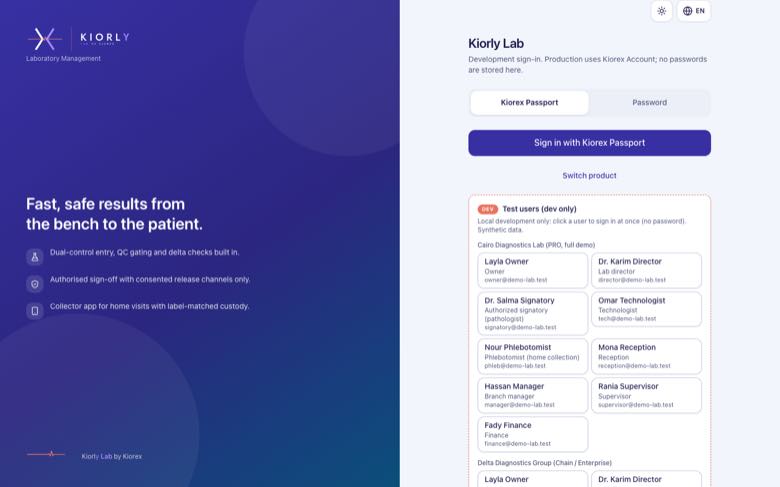 KIORLY
Laboratory Management
Fast, safe results from
the bench to the patient.
Dual-control entry, QC gating and delta checks built in.
Authorised sign-off with consented release channels only.
Collector app for home visits with label-matched custody.
Kiorly Lab by Kiorex
EN
Kiorly Lab
Development sign-in. Production uses Kiorex Account; no passwords
are stored here.
Kiorex Passport
Password
Sign in with Kiorex Passport
Switch product
DEV Test users (dev only)
Local development only: click a user to sign in at once (no password).
Synthetic data.
Cairo Diagnostics Lab (PRO, full demo)
Layla Owner
Owner
owner@demo-lab.test
Dr. Karim Director
Lab director
director@demo-lab.test
Dr. Salma Signatory
Authorized signatory
(pathologist)
signatory@demo-lab.test
Omar Technologist
Technologist
tech@demo-lab.test
Nour Phlebotomist
Phlebotomist (home collection)
phleb@demo-lab.test
Mona Reception
Reception
reception@demo-lab.test
Hassan Manager
Branch manager
manager@demo-lab.test
Rania Supervisor
Supervisor
supervisor@demo-lab.test
Fady Finance
Finance
finance@demo-lab.test
Delta Diagnostics Group (Chain / Enterprise)
Layla Owner
Dr. Karim Director